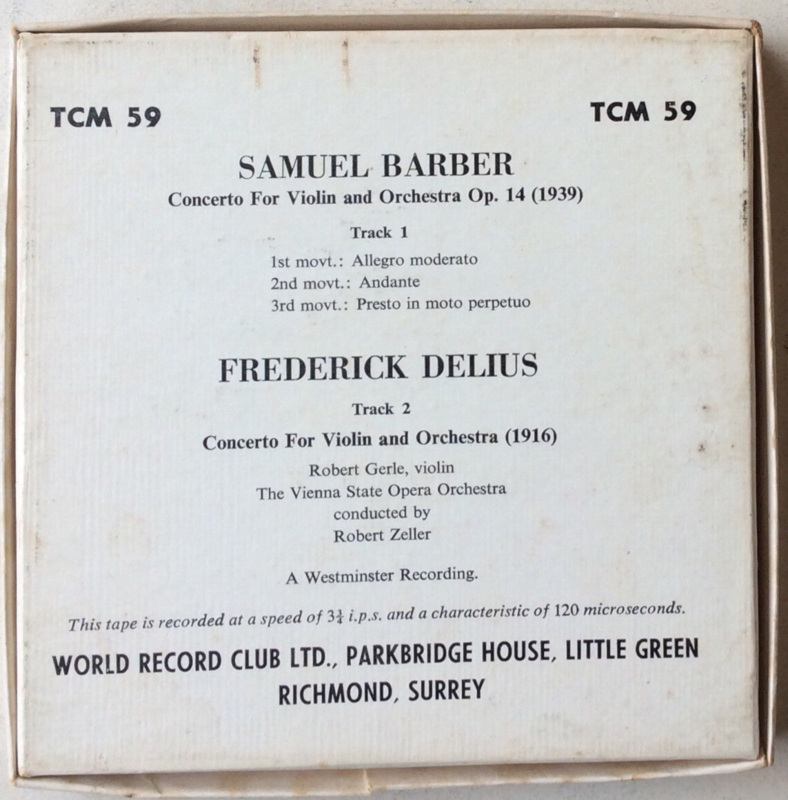 TCM 59 TCM 59
SAMUEL BARBER
Concerto For Violin and Orchestra Op. 14 (1939)
Track 1
1st movt.: Allegro moderato
2nd movt.: Andante
3rd movt.: Presto in moto perpetuo
FREDERICK DELIUS
Track 2
Concerto For Violin and Orchestra (1916)
Robert Gerle, violin
The Vienna State Opera Orchestra
conducted by
Robert Zeller
A Westminster Recording.
This tape is recorded at a speed of 3¾ i.p.s. and a characteristic of 120 microseconds.
WORLD RECORD CLUB LTD., PARKBRIDGE HOUSE, LITTLE GREEN
RICHMOND, SURREY